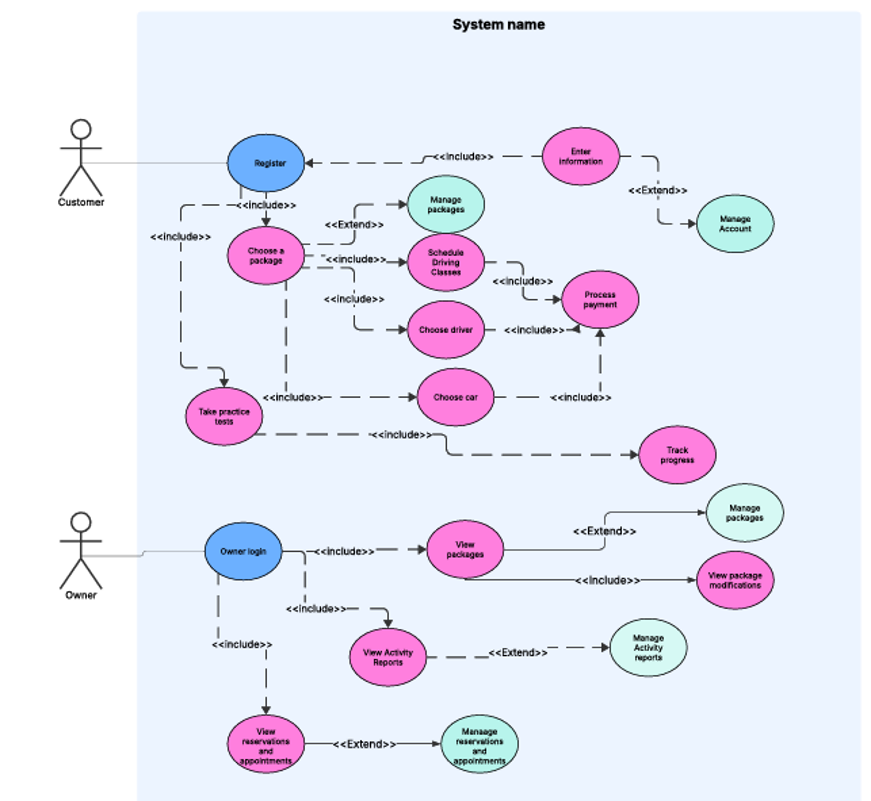 System name
Customer
Register
<<include>>
Enter
information
<<Extend>>
Manage
Account
<<include>>
<<include>>
Manage
packages
<<Extend>>
Choose a
package
<<include>>
Schedule
Driving
Classes
<<include>>
Process
payment
<<include>>
Choose driver
<<include>>
<<include>>
Choose car
<<include>>
Take practice
tests
<<include>>
Track
progress
Owner
Owner login
<<include>>
View
packages
<<Extend>>
Manage
packages
<<Include>>
View package
modifications
<<include>>
View Activity
Reports
<<Extend>>
Manage
Activity
reports
<<include>>
View
reservations
and
appointments
<<Extend>>
Manaage
reservations
and
appointments